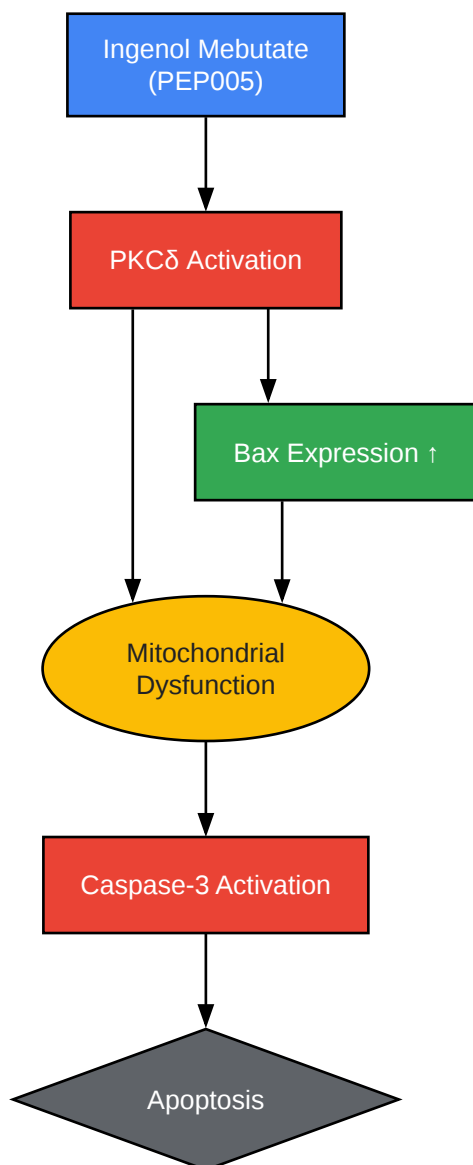 Ingenol Mebutate
(PEP005)
PKCδ Activation
Bax Expression ↑
Mitochondrial
Dysfunction
Caspase-3 Activation
Apoptosis